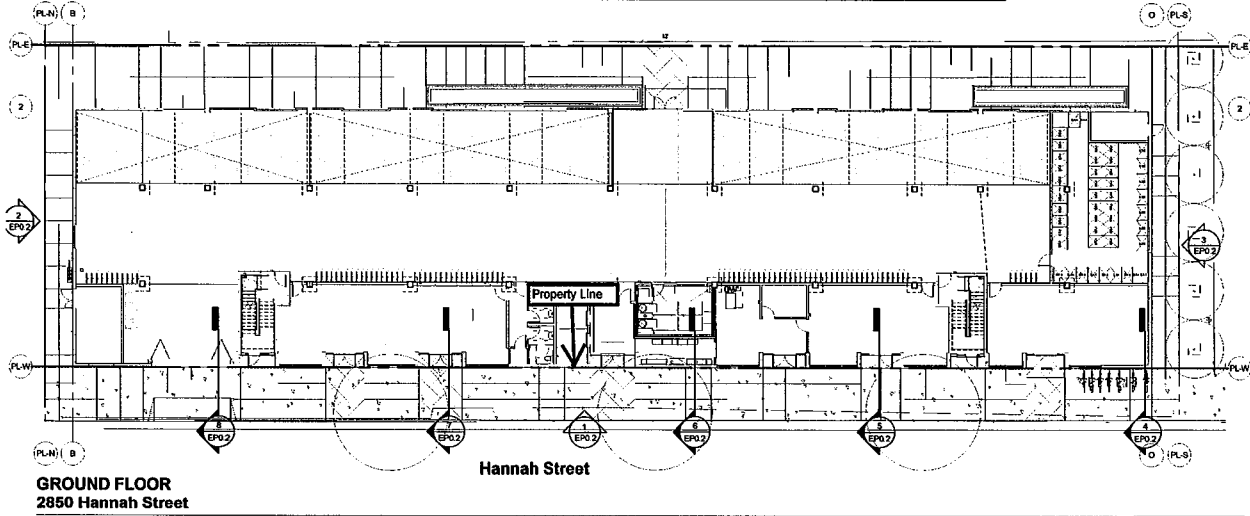 PL-N B O PL-S
PL-E PL-E
2 2
2
EP0.2
3
EP0.2
Property Line
PL-W PL-W
8
EP0.2
7
EP0.2
1
EP0.2
6
EP0.2
5
EP0.2
4
EP0.2
PL-N B O PL-S
Hannah Street
GROUND FLOOR
2850 Hannah Street